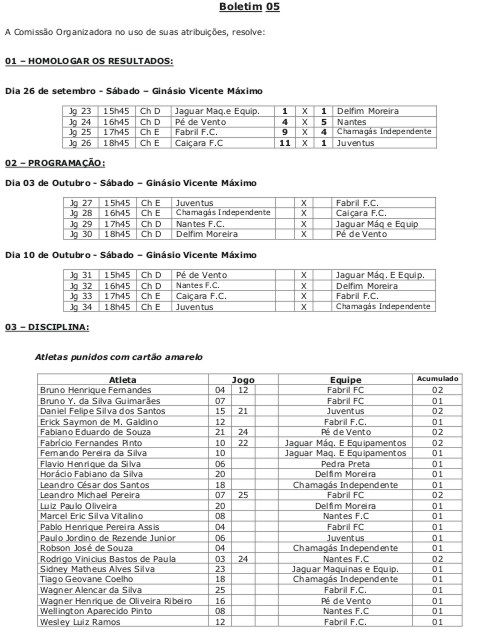 Boletim 05
A Comissão Organizadora no uso de suas atribuições, resolve:
01 – HOMOLOGAR OS RESULTADOS:
Dia 26 de setembro - Sábado – Ginásio Vicente Máximo
Jg 23 15h45 Ch D Jaguar Maq.e Equip. 1 X 1 Delfim Moreira
Jg 24 16h45 Ch D Pé de Vento 4 X 5 Nantes
Jg 25 17h45 Ch E Fabril F.C. 9 X 4 Chamagás Independente
Jg 26 18h45 Ch E Caiçara F.C 11 X 1 Juventus
02 – PROGRAMAÇÃO:
Dia 03 de Outubro - Sábado – Ginásio Vicente Máximo
Jg 27 15h45 Ch E Juventus X Fabril F.C.
Jg 28 16h45 Ch E Chamagás Independente X Caiçara F.C.
Jg 29 17h45 Ch D Nantes F.C. X Jaguar Máq e Equip
Jg 30 18h45 Ch D Delfim Moreira X Pé de Vento
Dia 10 de Outubro - Sábado – Ginásio Vicente Máximo
Jg 31 15h45 Ch D Pé de Vento X Jaguar Máq. E Equip.
Jg 32 16h45 Ch D Nantes F.C. X Delfim Moreira
Jg 33 17h45 Ch E Caiçara F.C. X Fabril F.C.
Jg 34 18h45 Ch E Juventus X Chamagás Independente
03 – DISCIPLINA:
Atletas punidos com cartão amarelo
Atleta Jogo Equipe Acumulado
Bruno Henrique Fernandes 04 12 Fabril FC 02
Bruno Y. da Silva Guimarães 07 Fabril FC 01
Daniel Felipe Silva dos Santos 15 21 Juventus 02
Erick Saymon de M. Galdino 12 Fabril F.C. 01
Fabiano Eduardo de Souza 21 24 Pé de Vento 02
Fabrício Fernandes Pinto 10 22 Jaguar Máq. E Equipamentos 02
Fernando Pereira da Silva 10 Jaguar Maq. E Equipamentos 01
Flavio Henrique da Silva 06 Pedra Preta 01
Horácio Fabiano da Silva 20 Delfim Moreira 01
Leandro César dos Santos 18 Chamagás Independente 01
Leandro Michael Pereira 07 25 Fabril FC 02
Luiz Paulo Oliveira 20 Delfim Moreira 01
Marcel Eric Silva Vitalino 08 Nantes F.C 01
Pablo Henrique Pereira Assis 04 Fabril FC 01
Paulo Jordino de Rezende Junior 06 Juventus 01
Robson José de Souza 04 Chamagás Independente 01
Rodrigo Vinicius Bastos de Paula 03 24 Nantes F.C 02
Sidney Matheus Alves Silva 23 Jaguar Maquinas e Equip. 01
Tiago Geovane Coelho 18 Chamagás Independente 01
Wagner Alencar da Silva 25 Fabril F.C. 01
Wagner Henrique de Oliveira Ribeiro 16 Pé de Vento 01
Wellington Aparecido Pinto 08 Nantes F.C 01
Wesley Luiz Ramos 12 Fabril F.C. 01